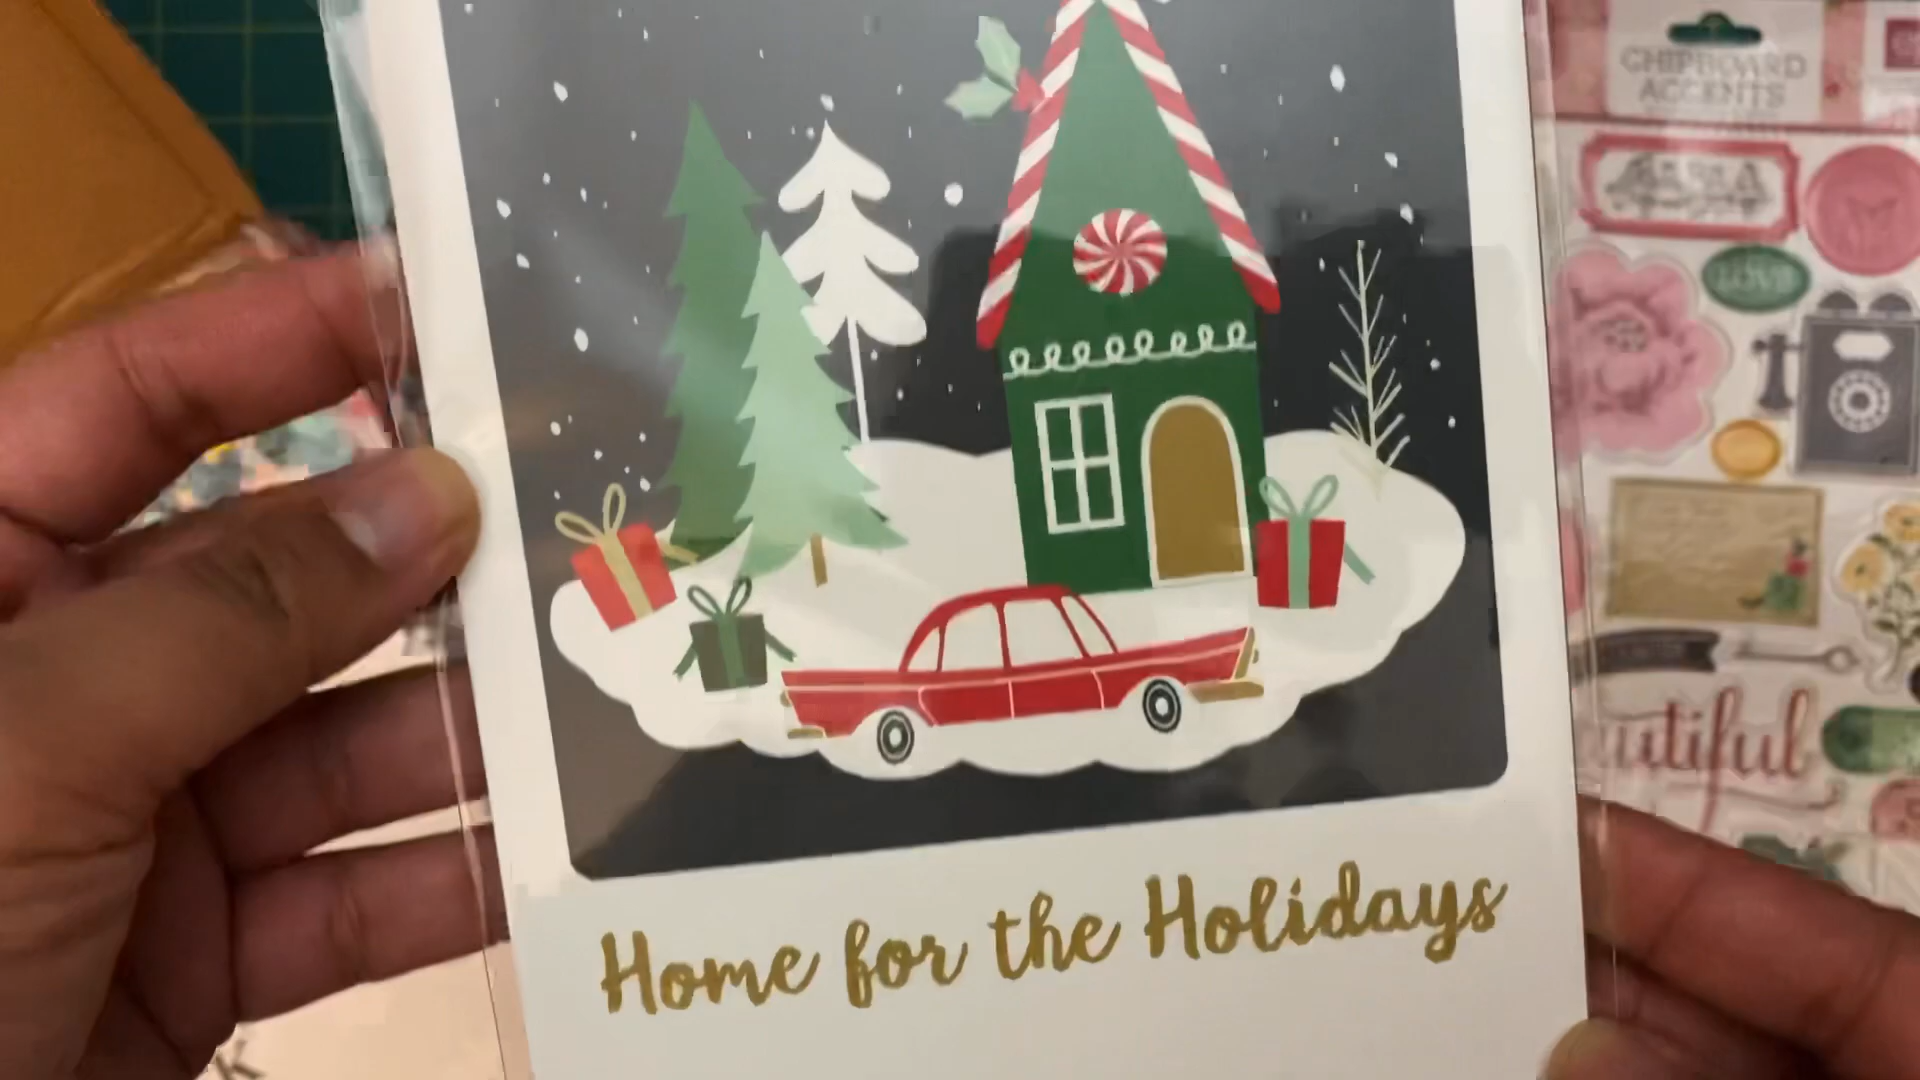 CHIPBOARD
ACCENTS
LOVE
utiful
Home for the Holidays